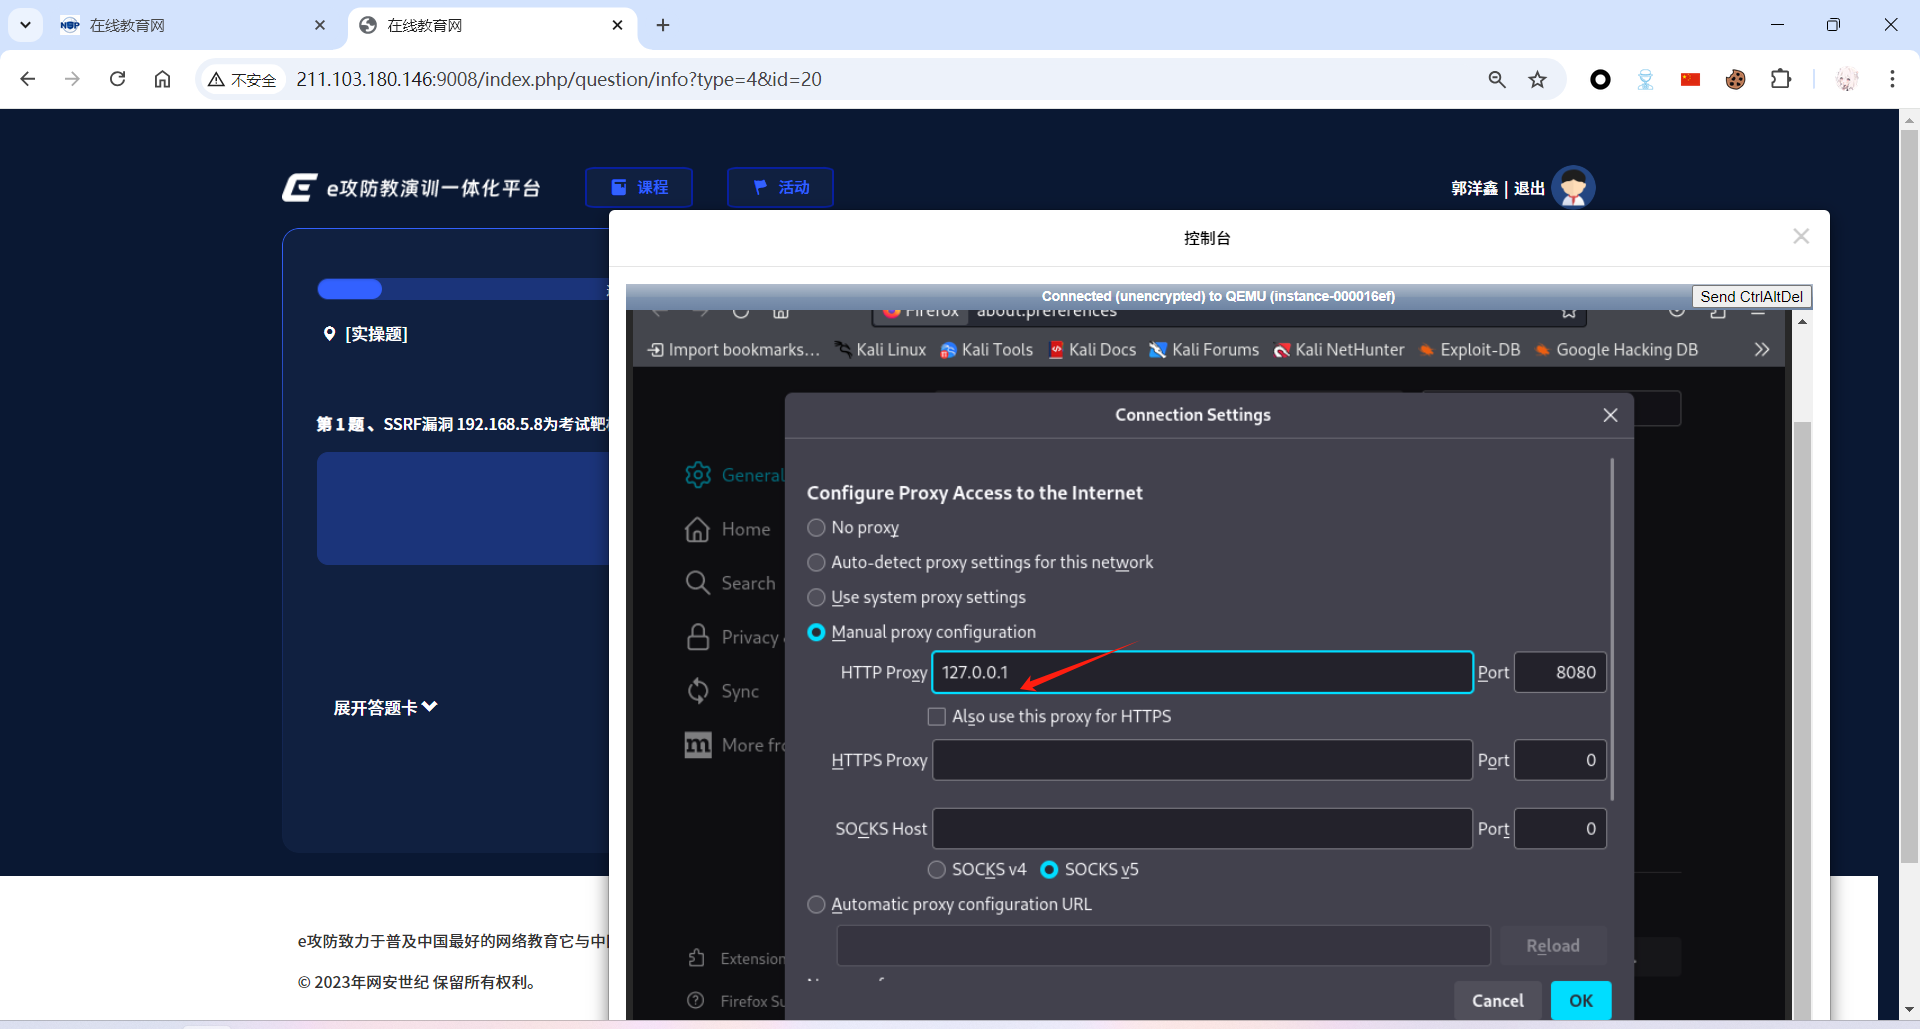 在线教育网
在线教育网
不安全
211.103.180.146:9008/index.php/question/info?type=4&id=20
e攻防教演训一体化平台
课程
活动
郭洋鑫 | 退出
控制台
Connected (unencrypted) to QEMU (instance-000016ef)
Send CtrlAltDel
[实操题]
第 1 题 、SSRF漏洞 192.168.5.8为考试靶
展开答题卡
Firefox
about:preferences
Import bookmarks...
Kali Linux
Kali Tools
Kali Docs
Kali Forums
Kali NetHunter
Exploit-DB
Google Hacking DB
Connection Settings
General
Home
Search
Privacy
Sync
More fro
Extension
Firefox Su
Configure Proxy Access to the Internet
No proxy
Auto-detect proxy settings for this network
Use system proxy settings
Manual proxy configuration
HTTP Proxy
127.0.0.1
Port
8080
Also use this proxy for HTTPS
HTTPS Proxy
Port
0
SOCKS Host
Port
0
SOCKS v4
SOCKS v5
Automatic proxy configuration URL
Reload
Cancel
OK
e攻防致力于普及中国最好的网络教育它与中
© 2023年网安世纪 保留所有权利。